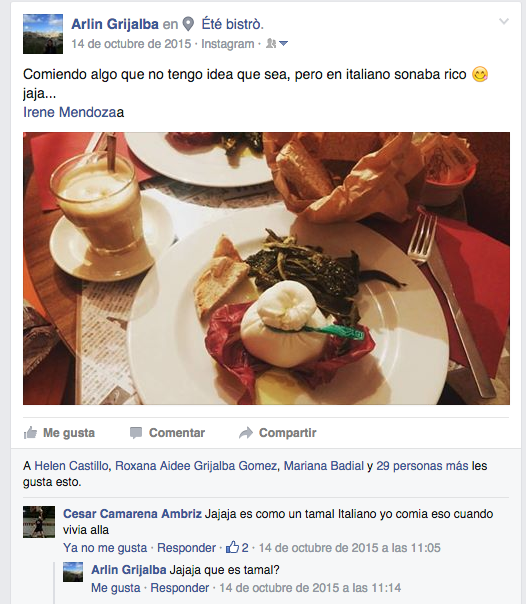 Arlin Grijalba en Été bistrò.
14 de octubre de 2015 · Instagram ·
Comiendo algo que no tengo idea que sea, pero en italiano sonaba rico 😋
jaja...
Irene Mendozaa
Me gusta Comentar Compartir
A Helen Castillo, Roxana Aidee Grijalba Gomez, Mariana Badial y 29 personas más les
gusta esto.
Cesar Camarena Ambriz Jajaja es como un tamal Italiano yo comia eso cuando
vivia alla
Ya no me gusta · Responder · 2 · 14 de octubre de 2015 a las 11:05
Arlin Grijalba Jajaja que es tamal?
Me gusta · Responder · 14 de octubre de 2015 a las 11:14